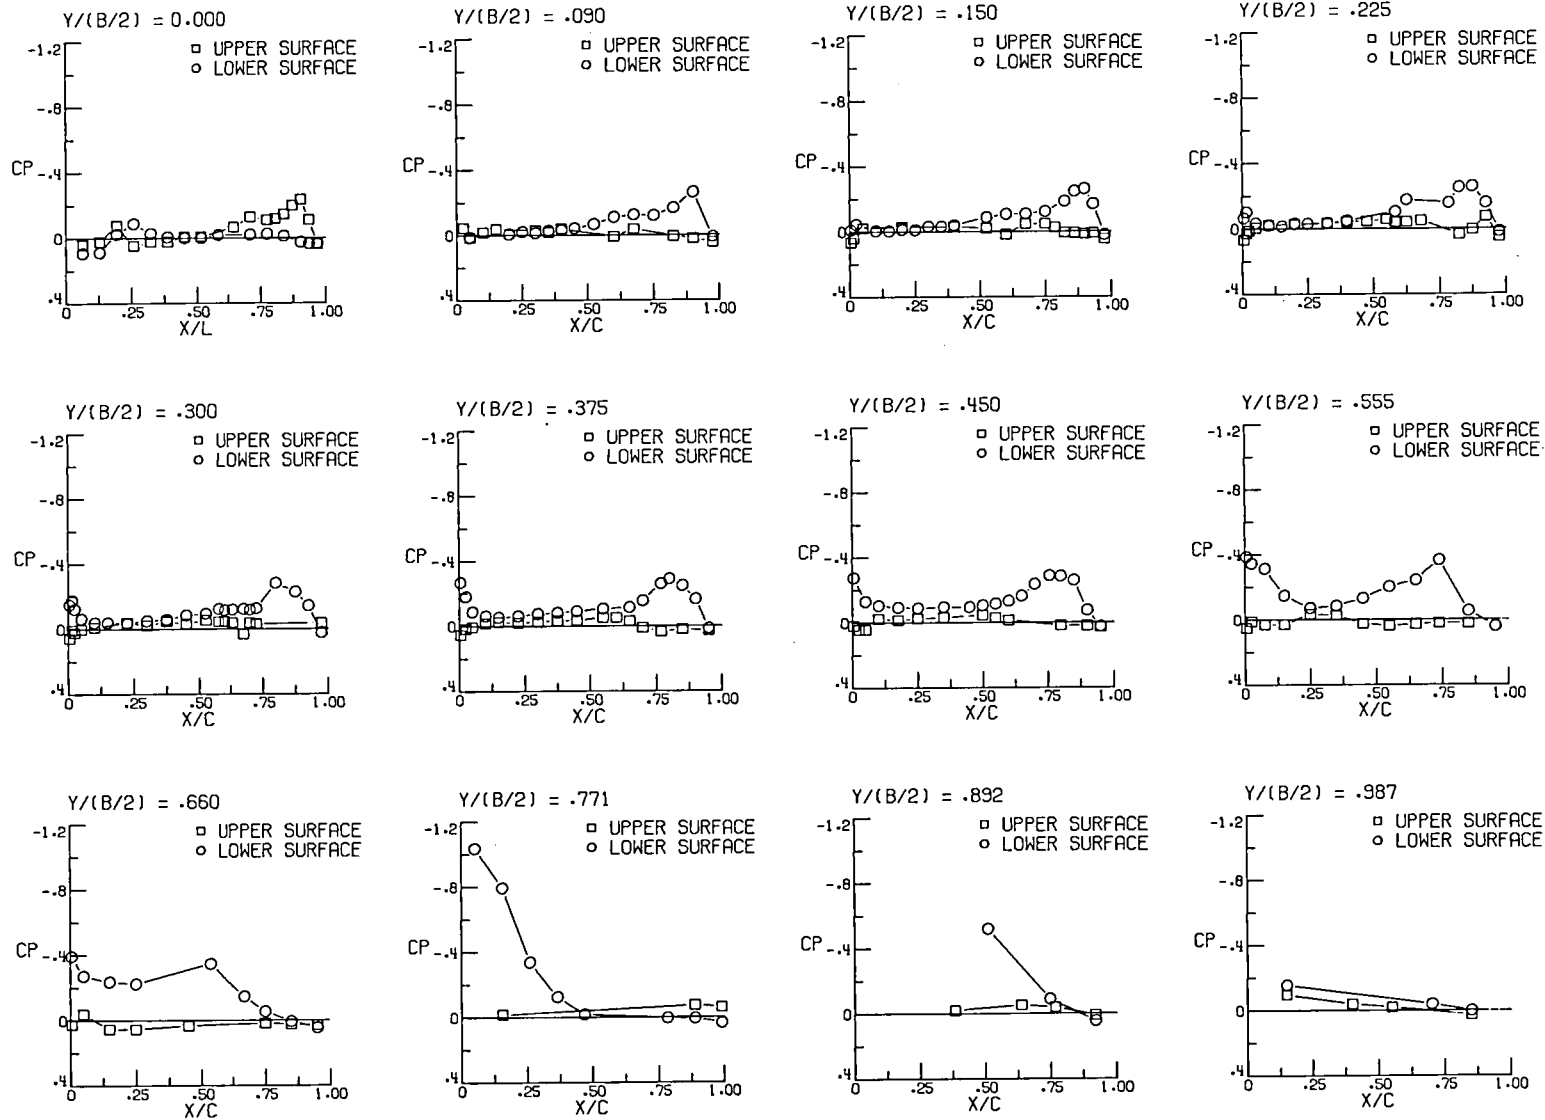 Y/(B/2) = 0.000
□ UPPER SURFACE
○ LOWER SURFACE
-1.2
-.8
CP -.4
0
.4
0 .25 .50 .75 1.00
X/L
Y/(B/2) = .090
□ UPPER SURFACE
○ LOWER SURFACE
-1.2
-.8
CP -.4
0
.4
0 .25 .50 .75 1.00
X/C
Y/(B/2) = .150
□ UPPER SURFACE
○ LOWER SURFACE
-1.2
-.8
CP -.4
0
.4
0 .25 .50 .75 1.00
X/C
Y/(B/2) = .225
□ UPPER SURFACE
○ LOWER SURFACE
-1.2
-.8
CP -.4
0
.4
0 .25 .50 .75 1.00
X/C
Y/(B/2) = .300
□ UPPER SURFACE
○ LOWER SURFACE
-1.2
-.8
CP -.4
0
.4
0 .25 .50 .75 1.00
X/C
Y/(B/2) = .375
□ UPPER SURFACE
○ LOWER SURFACE
-1.2
-.8
CP -.4
0
.4
0 .25 .50 .75 1.00
X/C
Y/(B/2) = .450
□ UPPER SURFACE
○ LOWER SURFACE
-1.2
-.8
CP -.4
0
.4
0 .25 .50 .75 1.00
X/C
Y/(B/2) = .555
□ UPPER SURFACE
○ LOWER SURFACE
-1.2
-.8
CP -.4
0
.4
0 .25 .50 .75 1.00
X/C
Y/(B/2) = .660
□ UPPER SURFACE
○ LOWER SURFACE
-1.2
-.8
CP -.4
0
.4
0 .25 .50 .75 1.00
X/C
Y/(B/2) = .771
□ UPPER SURFACE
○ LOWER SURFACE
-1.2
-.8
CP -.4
0
.4
0 .25 .50 .75 1.00
X/C
Y/(B/2) = .892
□ UPPER SURFACE
○ LOWER SURFACE
-1.2
-.8
CP -.4
0
.4
0 .25 .50 .75 1.00
X/C
Y/(B/2) = .987
□ UPPER SURFACE
○ LOWER SURFACE
-1.2
-.8
CP -.4
0
.4
0 .25 .50 .75 1.00
X/C